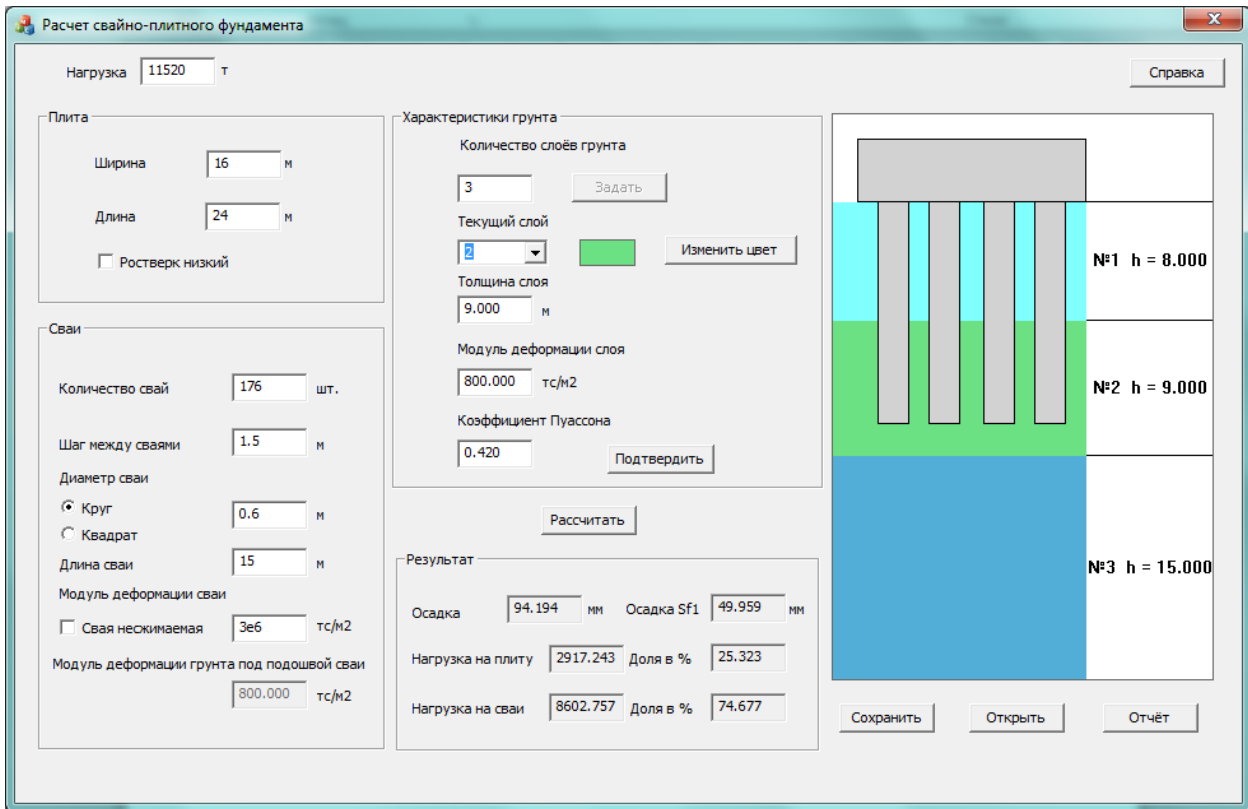 Расчет свайно-плитного фундамента
Нагрузка 11520 т
Справка
Плита
Ширина 16 м
Длина 24 м
Ростверк низкий
Сваи
Количество свай 176 шт.
Шаг между сваями 1.5 м
Диаметр сваи
Круг 0.6 м
Квадрат
Длина сваи 15 м
Модуль деформации сваи
Свая несжимаемая 3e6 тс/м2
Модуль деформации грунта под подошвой сваи
800.000 тс/м2
Характеристики грунта
Количество слоёв грунта
3 Задать
Текущий слой
2 Изменить цвет
Толщина слоя
9.000 м
Модуль деформации слоя
800.000 тс/м2
Коэффициент Пуассона
0.420 Подтвердить
Рассчитать
Результат
Осадка 94.194 мм Осадка Sf1 49.959 мм
Нагрузка на плиту 2917.243 Доля в % 25.323
Нагрузка на сваи 8602.757 Доля в % 74.677
№1 h = 8.000
№2 h = 9.000
№3 h = 15.000
Сохранить Открыть Отчёт